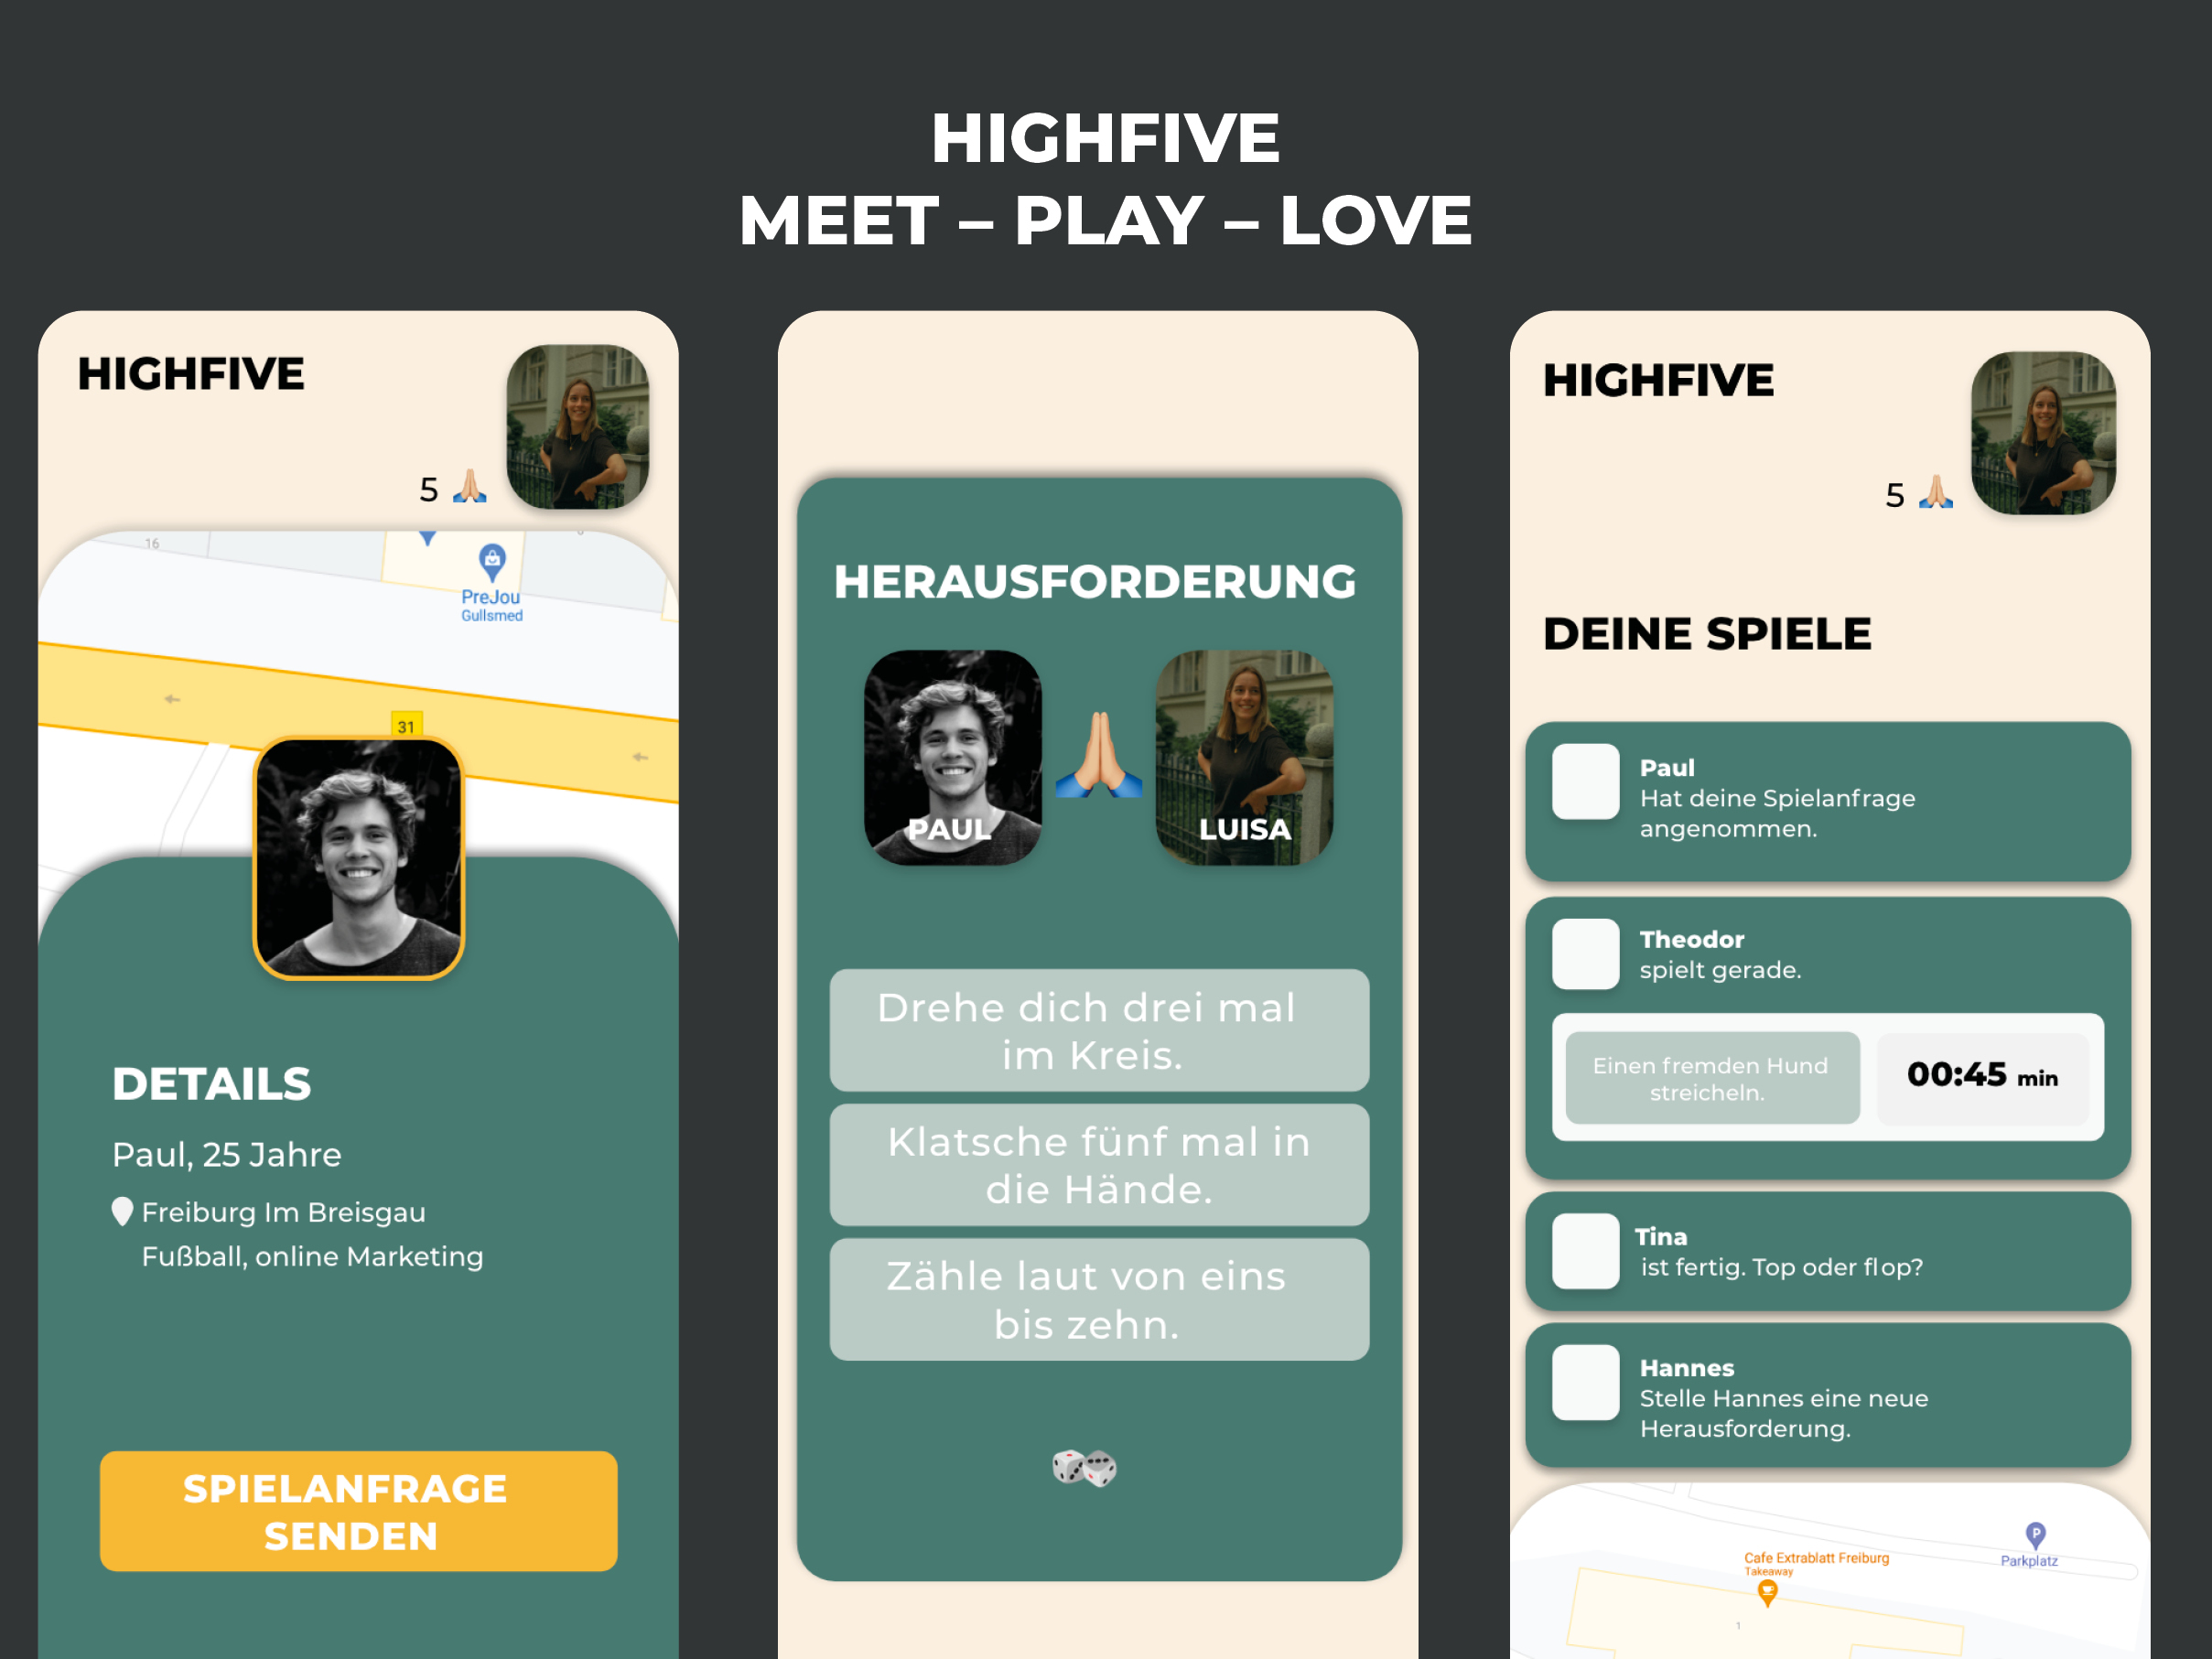 HIGHFIVE
MEET – PLAY – LOVE
HIGHFIVE
5
16
PreJou
Gullsmed
31
DETAILS
Paul, 25 Jahre
Freiburg Im Breisgau
Fußball, online Marketing
SPIELANFRAGE
SENDEN
HERAUSFORDERUNG
PAUL
LUISA
Drehe dich drei mal
im Kreis.
Klatsche fünf mal in
die Hände.
Zähle laut von eins
bis zehn.
HIGHFIVE
5
DEINE SPIELE
Paul
Hat deine Spielanfrage
angenommen.
Theodor
spielt gerade.
Einen fremden Hund
streicheln.
00:45 min
Tina
ist fertig. Top oder flop?
Hannes
Stelle Hannes eine neue
Herausforderung.
Cafe Extrablatt Freiburg
Takeaway
P
Parkplatz
1